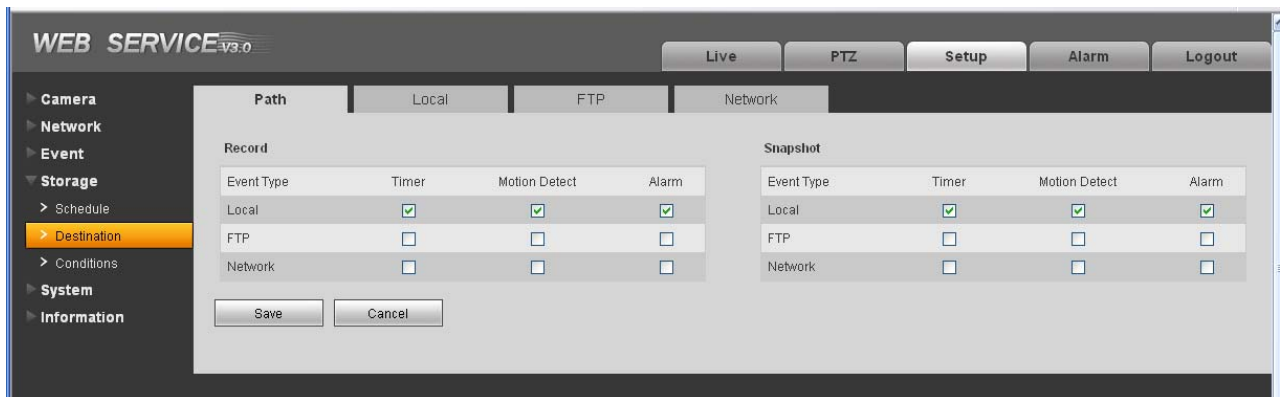 WEB SERVICE V3.0
Live PTZ Setup Alarm Logout
Camera
Network
Event
Storage
> Schedule
> Destination
> Conditions
System
Information
Path Local FTP Network
Record
Event Type Timer Motion Detect Alarm
Local
FTP
Network
Save Cancel
Snapshot
Event Type Timer Motion Detect Alarm
Local
FTP
Network